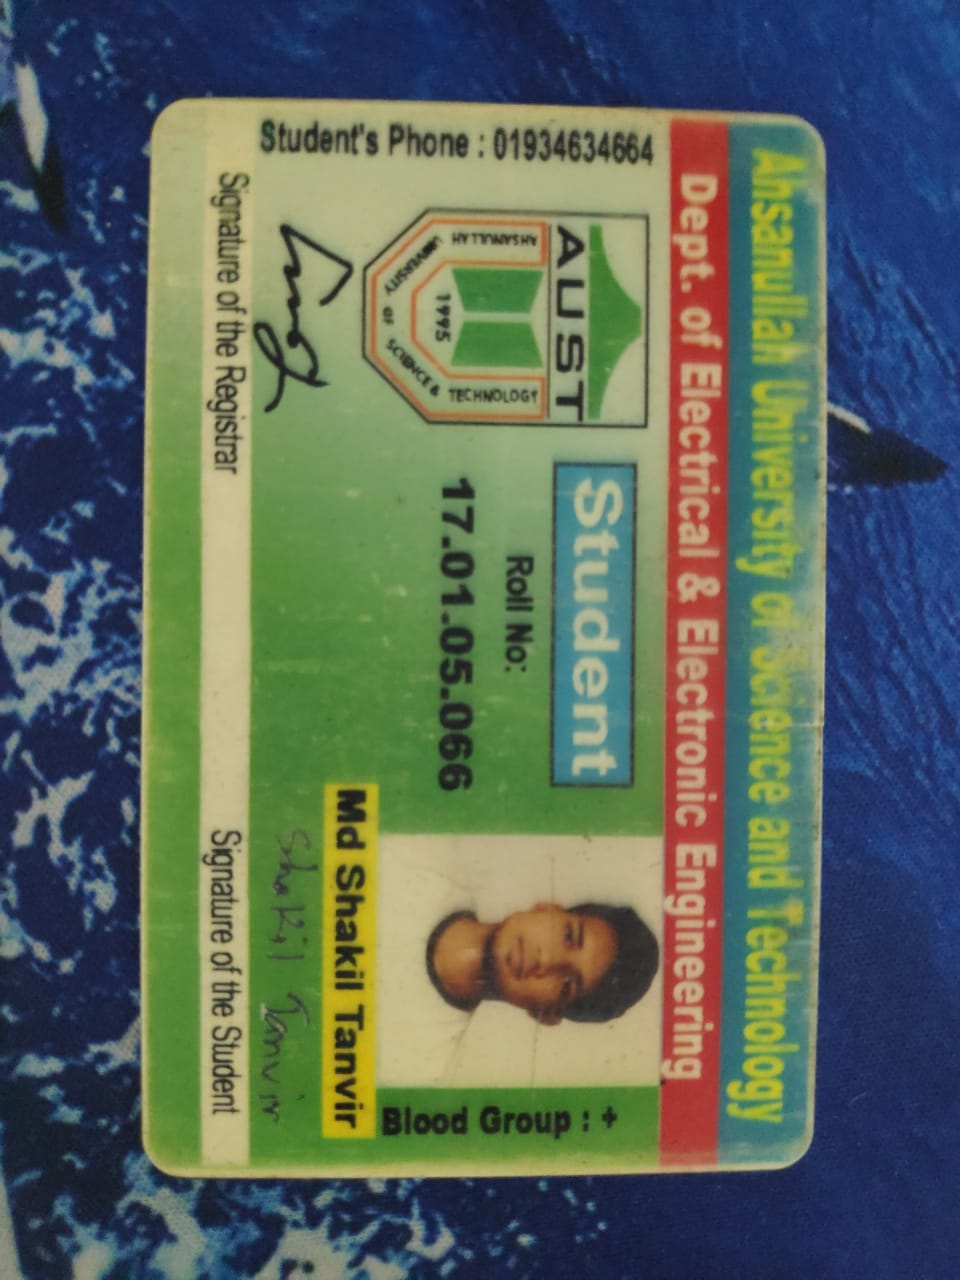 Ahsanullah University of Science and Technology
Dept. of Electrical & Electronic Engineering
Student's Phone : 01934634664
AUST
AHSANULLAH UNIVERSITY OF SCIENCE & TECHNOLOGY
1995
Student
Roll No:
17.01.05.066
Blood Group : +
Md Shakil Tanvir
Shakil Tanvir
Signature of the Registrar
Signature of the Student